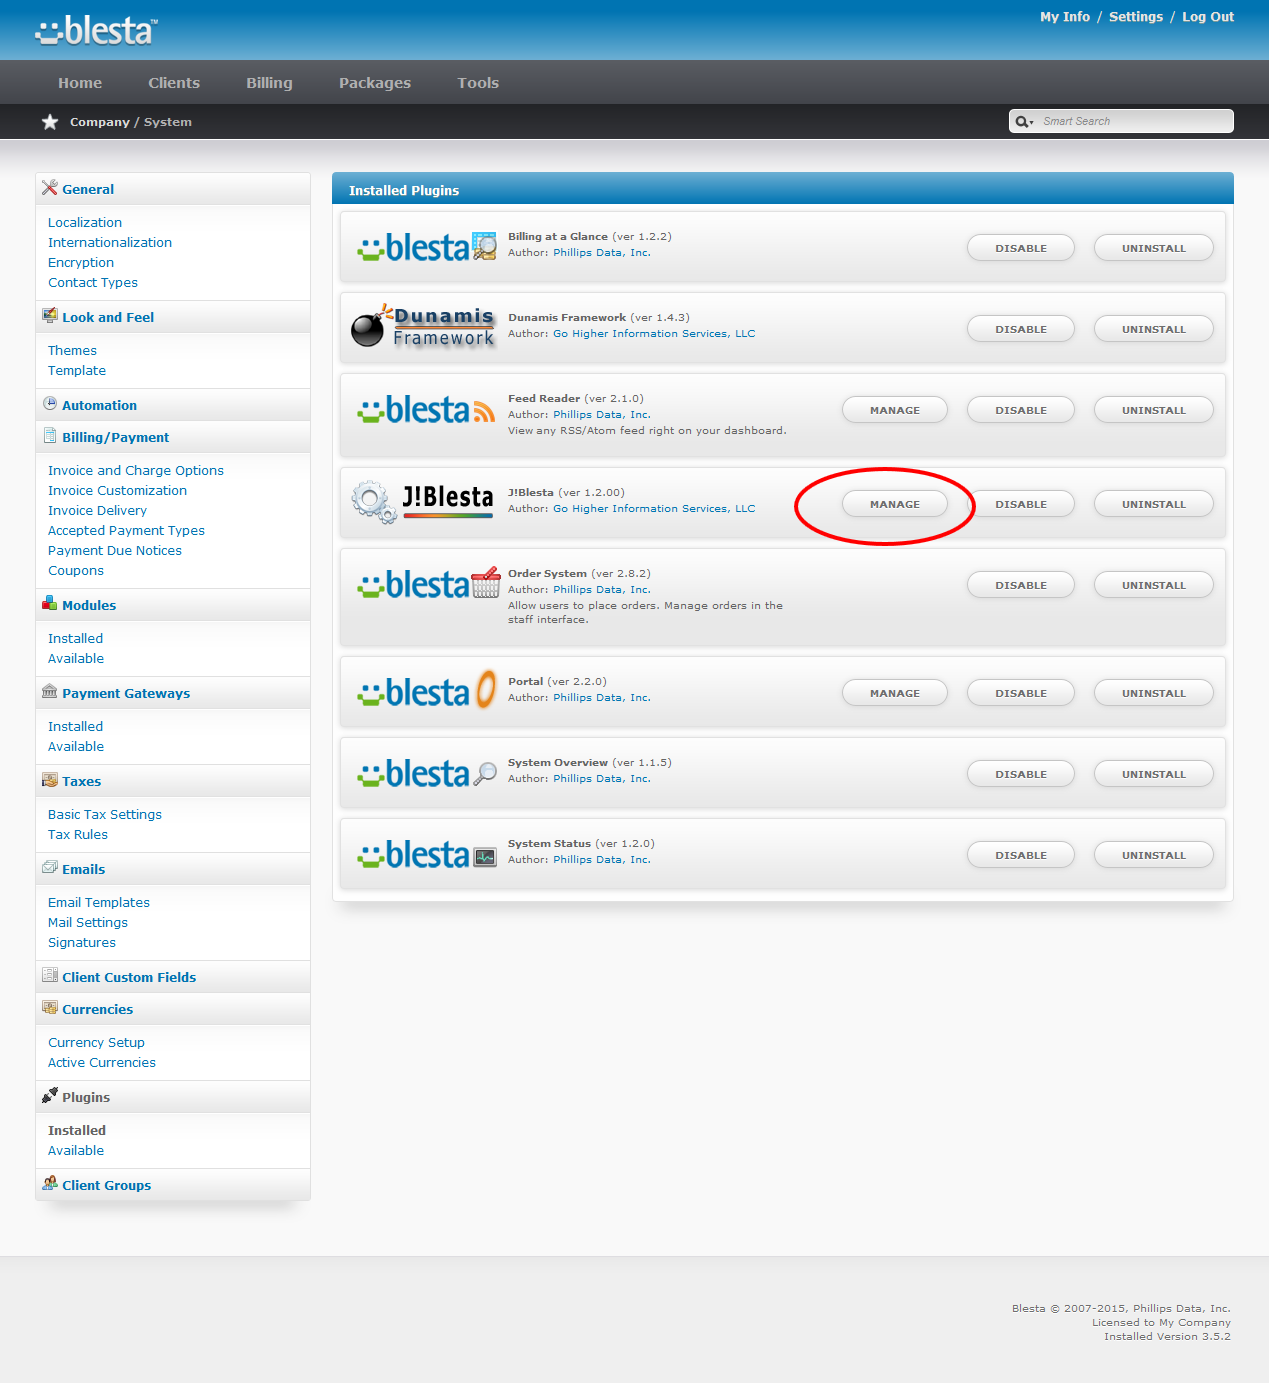 blesta™
My Info / Settings / Log Out
Home Clients Billing Packages Tools
Company / System
Smart Search
General
Localization
Internationalization
Encryption
Contact Types
Look and Feel
Themes
Template
Automation
Billing/Payment
Invoice and Charge Options
Invoice Customization
Invoice Delivery
Accepted Payment Types
Payment Due Notices
Coupons
Modules
Installed
Available
Payment Gateways
Installed
Available
Taxes
Basic Tax Settings
Tax Rules
Emails
Email Templates
Mail Settings
Signatures
Client Custom Fields
Currencies
Currency Setup
Active Currencies
Plugins
Installed
Available
Client Groups
Installed Plugins
blesta
Billing at a Glance (ver 1.2.2)
Author: Phillips Data, Inc.
DISABLE UNINSTALL
Dunamis
Framework
Dunamis Framework (ver 1.4.3)
Author: Go Higher Information Services, LLC
DISABLE UNINSTALL
blesta
Feed Reader (ver 2.1.0)
Author: Phillips Data, Inc.
View any RSS/Atom feed right on your dashboard.
MANAGE DISABLE UNINSTALL
J!Blesta
J!Blesta (ver 1.2.00)
Author: Go Higher Information Services, LLC
MANAGE DISABLE UNINSTALL
blesta
Order System (ver 2.8.2)
Author: Phillips Data, Inc.
Allow users to place orders. Manage orders in the
staff interface.
DISABLE UNINSTALL
blesta
Portal (ver 2.2.0)
Author: Phillips Data, Inc.
MANAGE DISABLE UNINSTALL
blesta
System Overview (ver 1.1.5)
Author: Phillips Data, Inc.
DISABLE UNINSTALL
blesta
System Status (ver 1.2.0)
Author: Phillips Data, Inc.
DISABLE UNINSTALL
Blesta © 2007-2015, Phillips Data, Inc.
Licensed to My Company
Installed Version 3.5.2